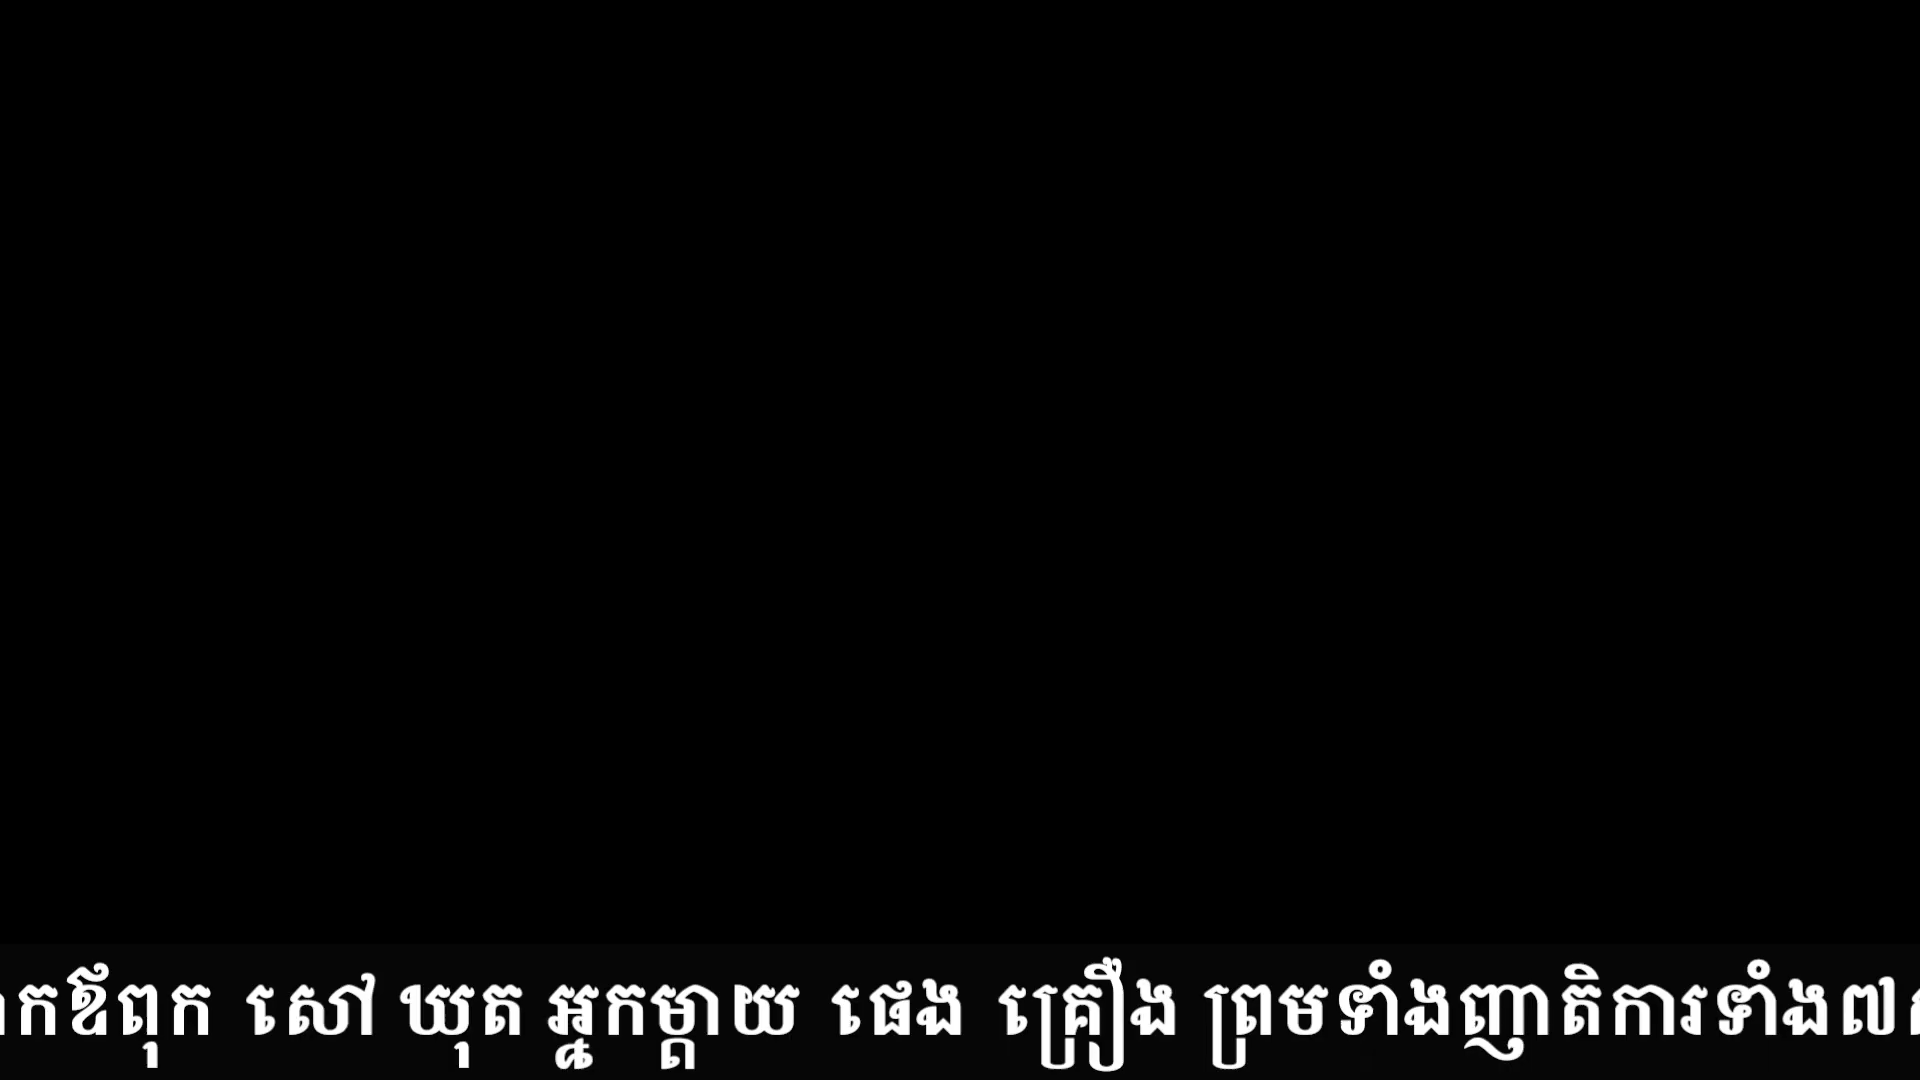 កឪពុក សៅ ឃុត អ្នកម្ដាយ ផេង គ្រឿង ព្រមទាំងញាតិការទាំង៧